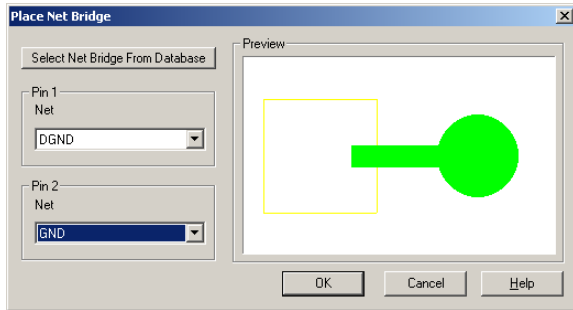 Place Net Bridge
Select Net Bridge From Database
Preview
Pin 1
Net
DGND
Pin 2
Net
GND
OK
Cancel
Help